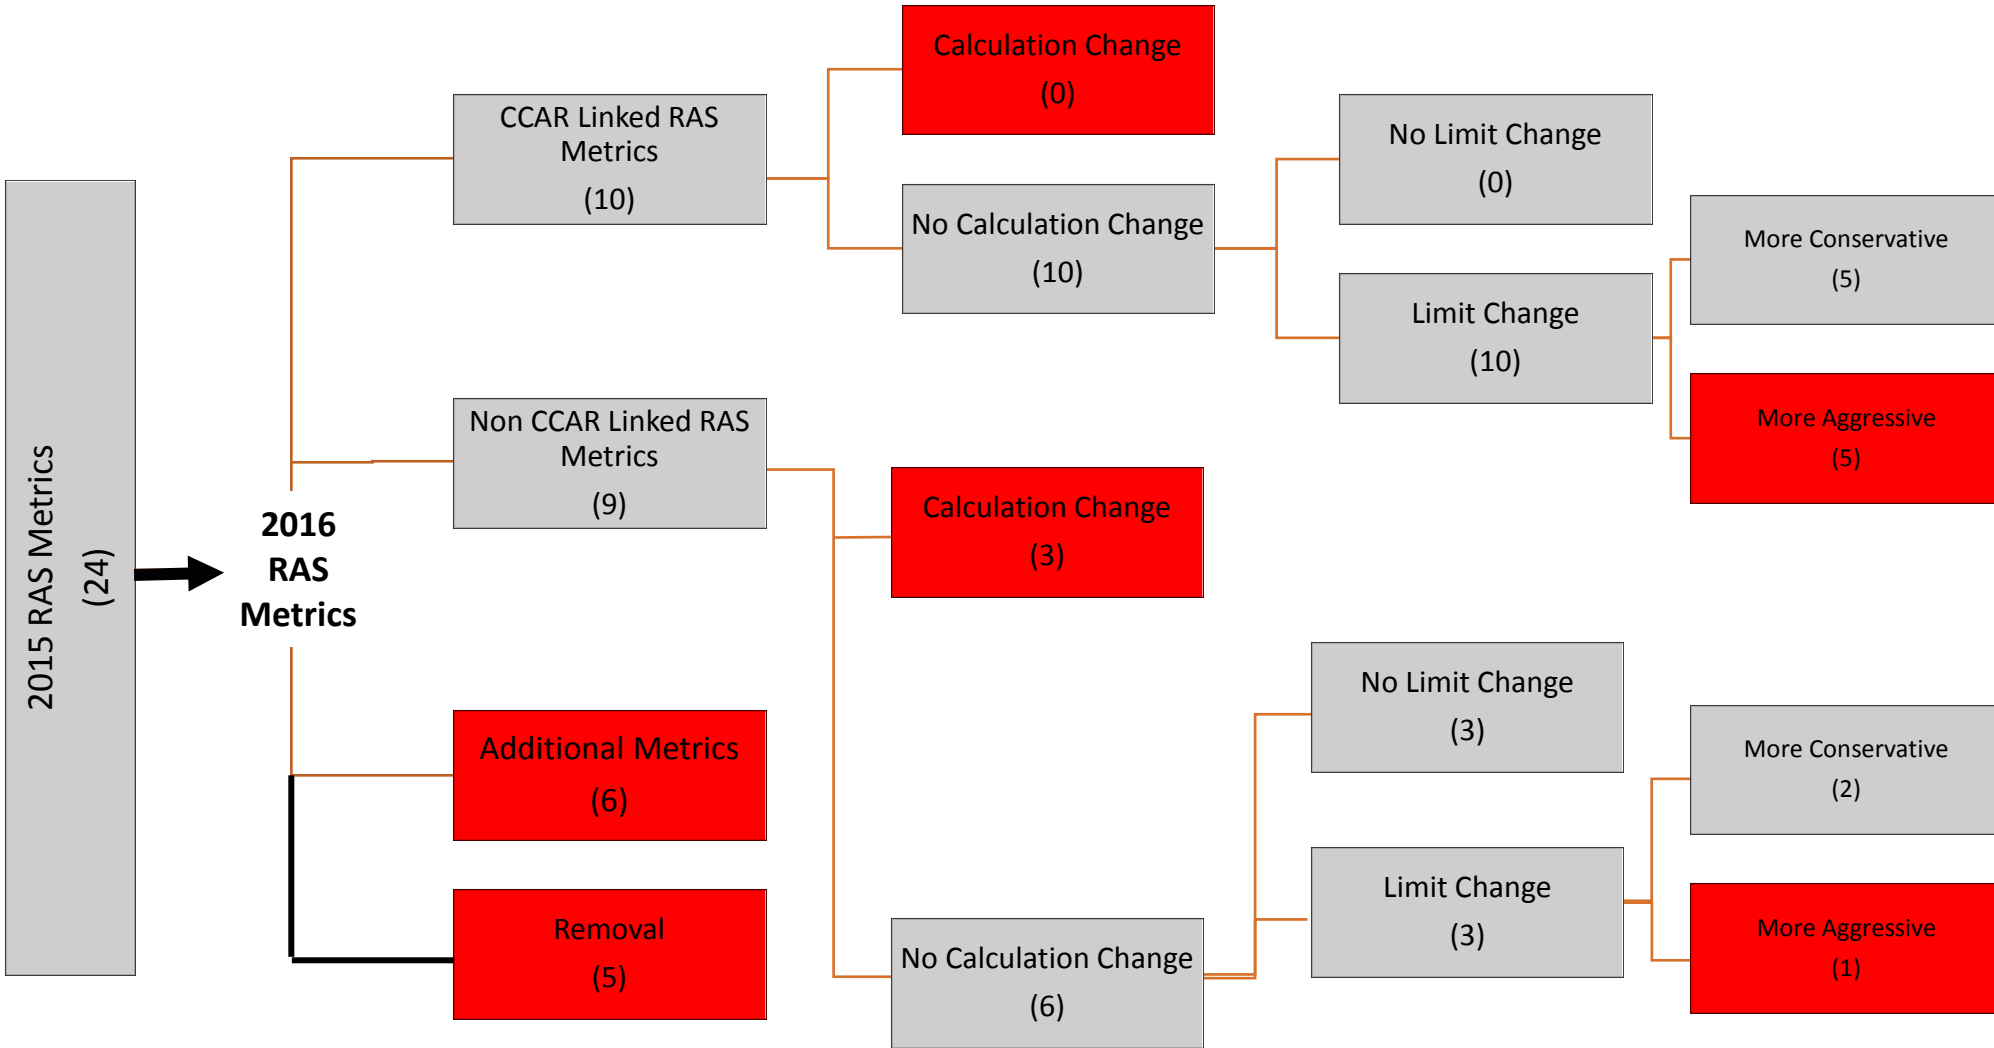 2015 RAS Metrics
(24)
2016
RAS
Metrics
CCAR Linked RAS
Metrics
(10)
Non CCAR Linked RAS
Metrics
(9)
Additional Metrics
(6)
Removal
(5)
Calculation Change
(0)
No Calculation Change
(10)
Calculation Change
(3)
No Calculation Change
(6)
No Limit Change
(0)
Limit Change
(10)
No Limit Change
(3)
Limit Change
(3)
More Conservative
(5)
More Aggressive
(5)
More Conservative
(2)
More Aggressive
(1)